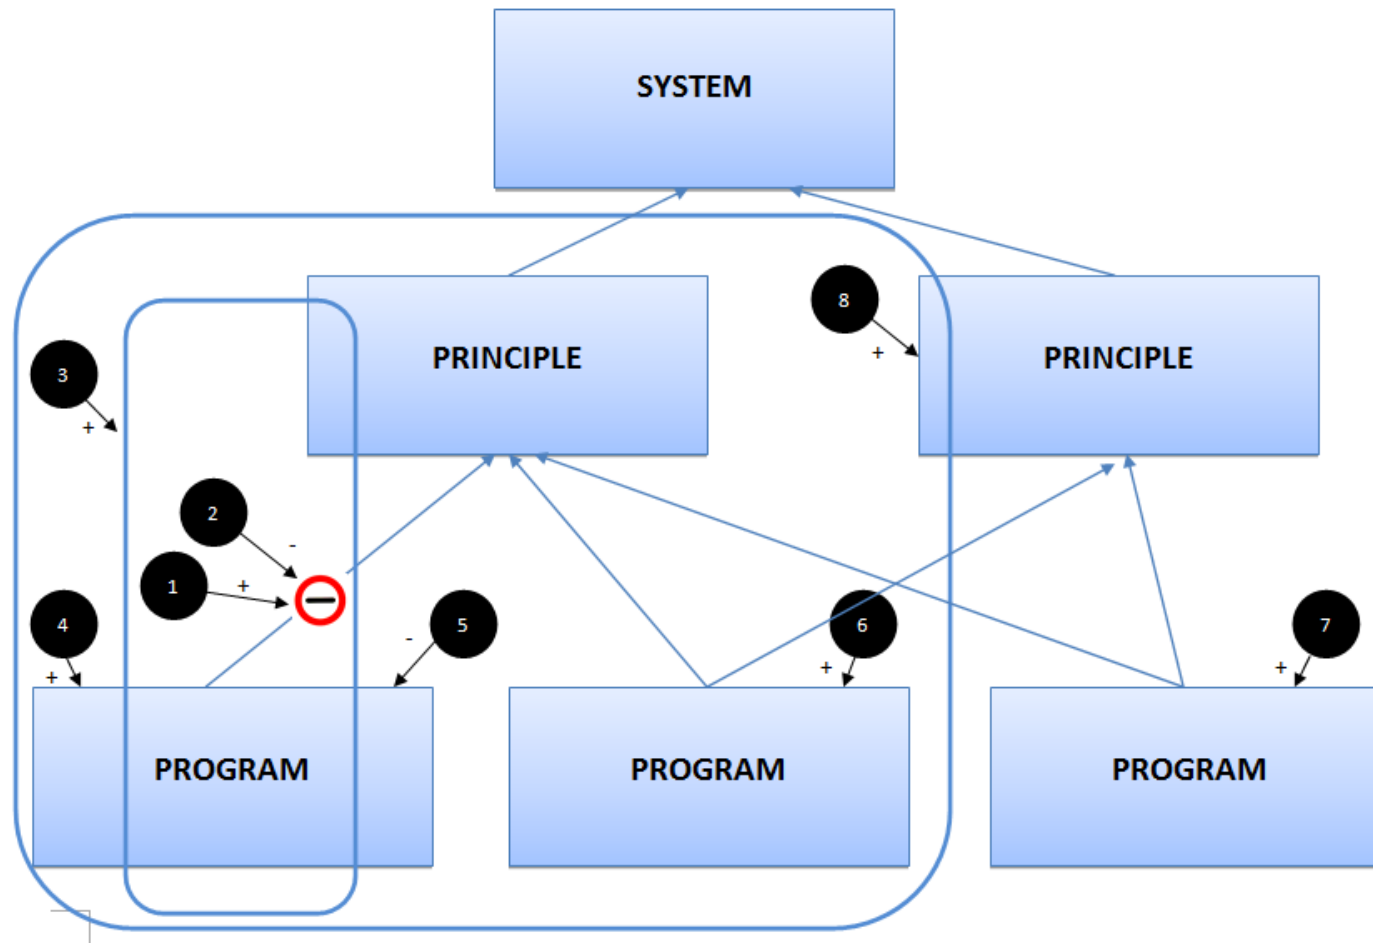 SYSTEM
PRINCIPLE
8
+
PRINCIPLE
3
+
2
-
1
+
4
+
5
-
6
+
7
+
PROGRAM
PROGRAM
PROGRAM